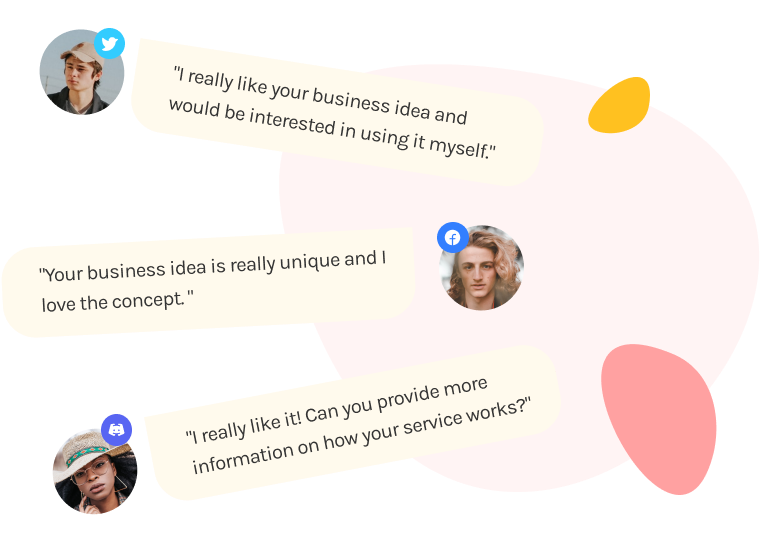 "I really like your business idea and
would be interested in using it myself."
"Your business idea is really unique and I
love the concept. "
"I really like it! Can you provide more
information on how your service works?"